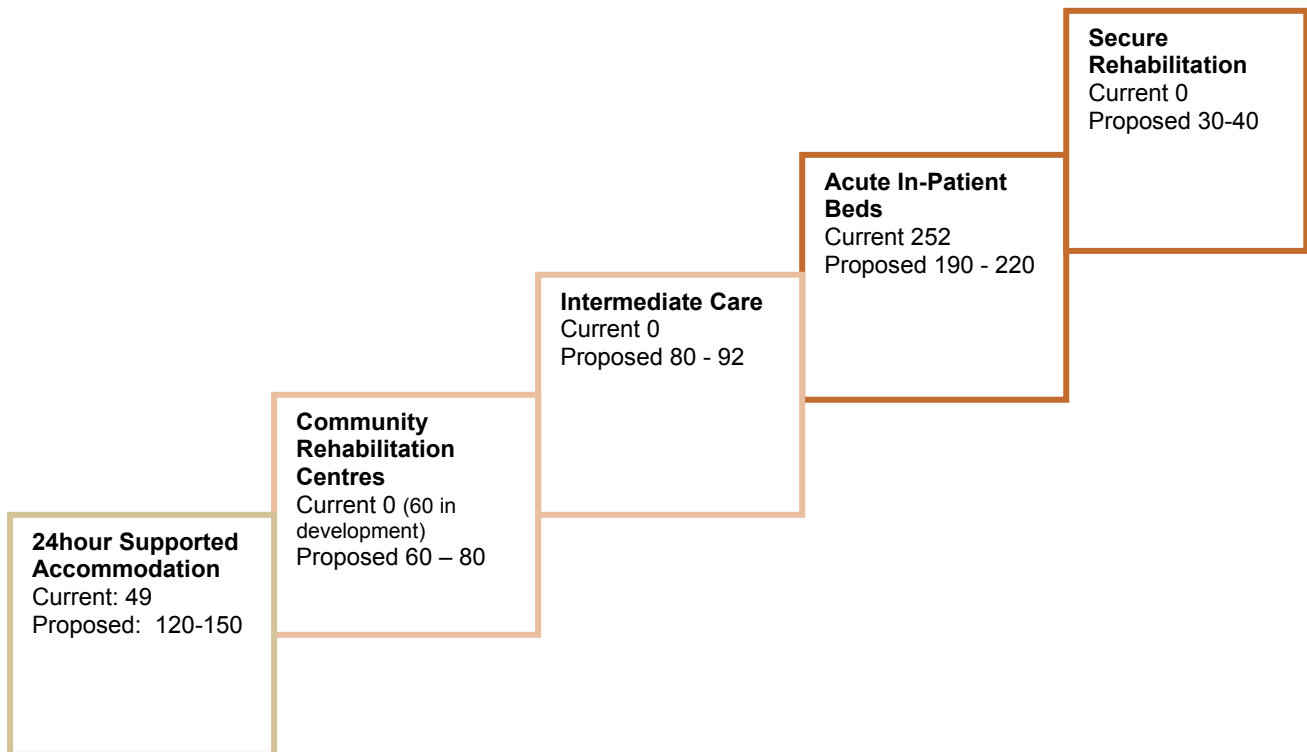 Secure
Rehabilitation
Current 0
Proposed 30-40
Acute In-Patient
Beds
Current 252
Proposed 190 - 220
Intermediate Care
Current 0
Proposed 80 - 92
Community
Rehabilitation
Centres
Current 0 (60 in
development)
Proposed 60 – 80
24hour Supported
Accommodation
Current: 49
Proposed:  120-150